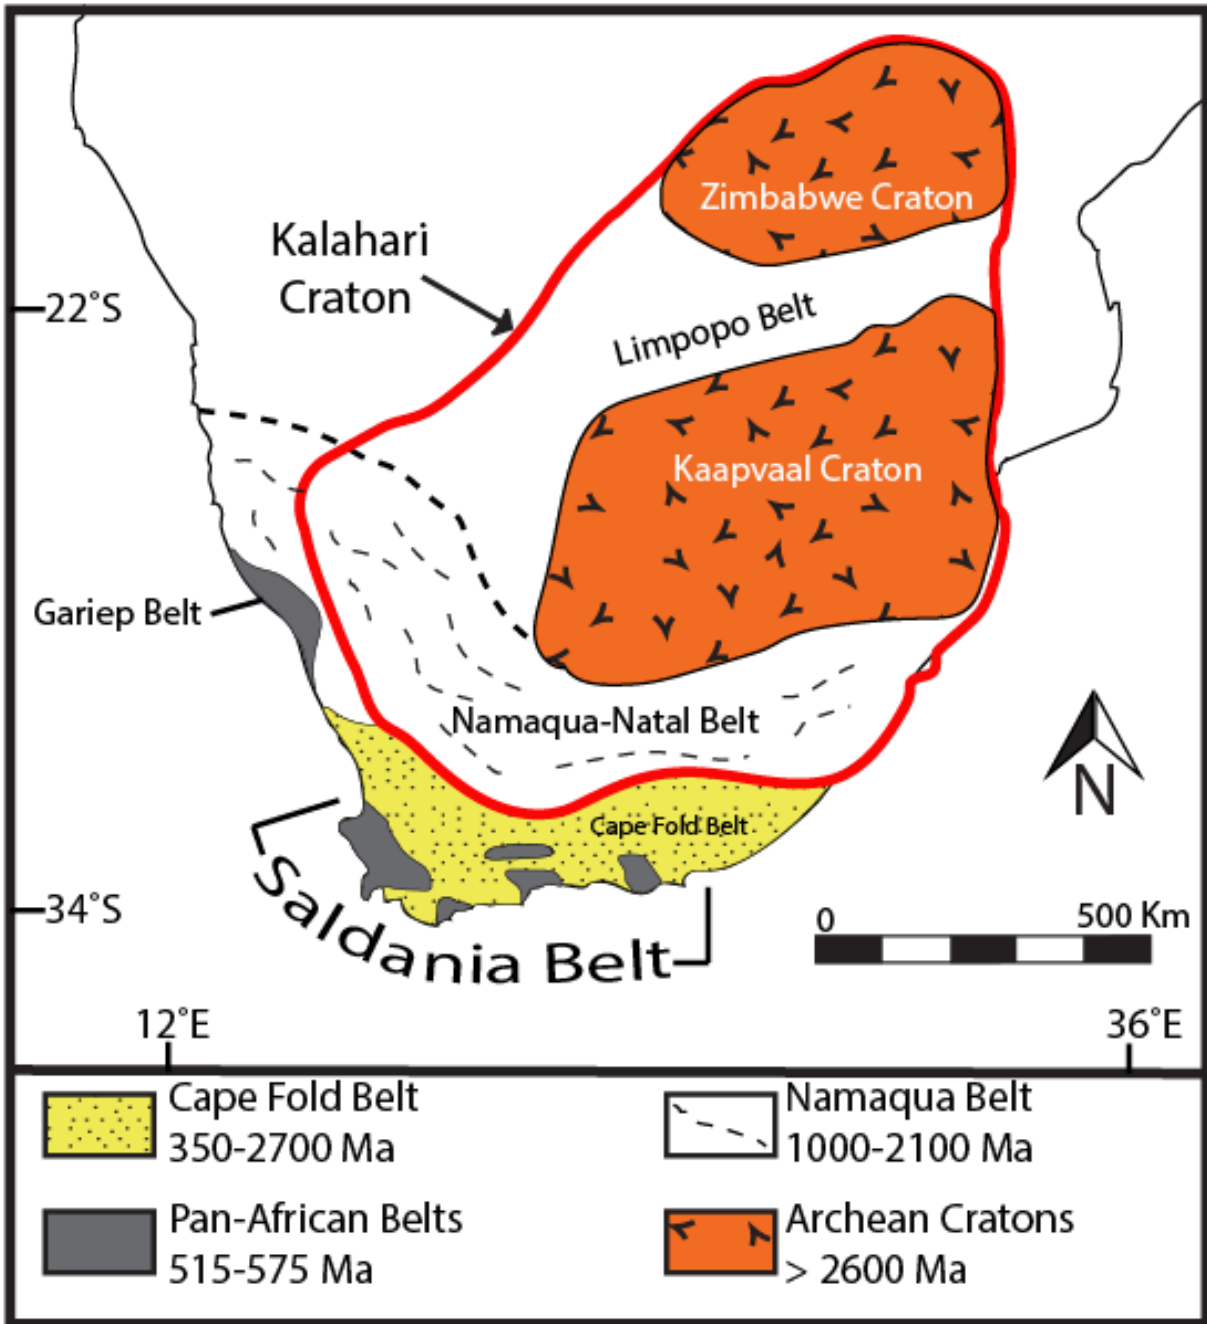 Zimbabwe Craton
Kalahari
Craton
22°S
Limpopo Belt
Kaapvaal Craton
Gariep Belt
Namaqua-Natal Belt
N
Cape Fold Belt
Saldania Belt
34°S
0
500 Km
12°E
36°E
Cape Fold Belt
350-2700 Ma
Namaqua Belt
1000-2100 Ma
Pan-African Belts
515-575 Ma
Archean Cratons
> 2600 Ma